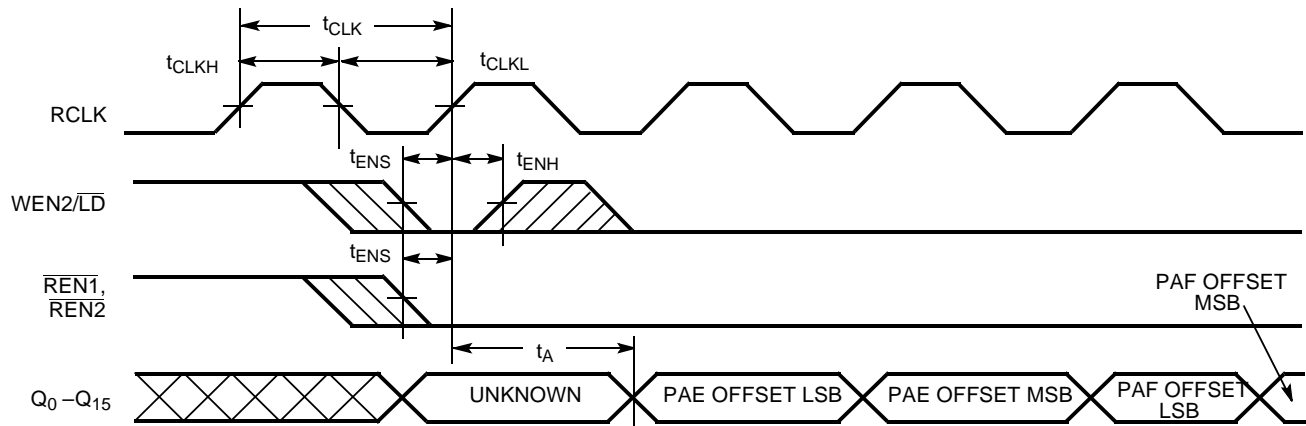 tCLK
tCLKH
tCLKL
RCLK
tENS
tENH
WEN2/LD
tENS
REN1,
REN2
PAF OFFSET
MSB
tA
Q0 –Q15
UNKNOWN
PAE OFFSET LSB
PAE OFFSET MSB
PAF OFFSET
LSB